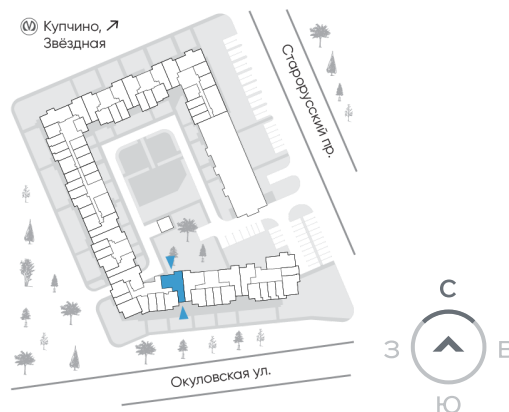 Купчино,
Звёздная
Старорусский пр.
Окуловская ул.
С
З
В
Ю